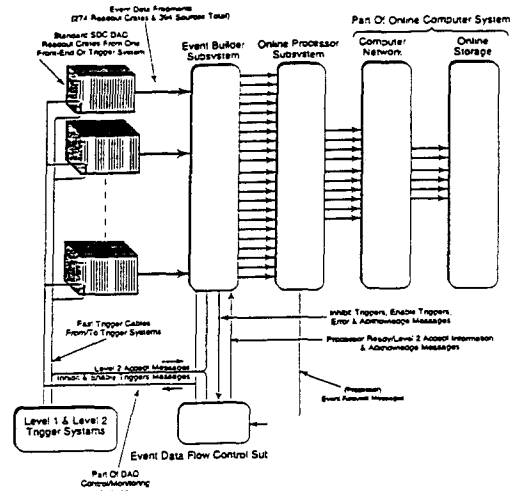 Event Data Fragments
(274 Readout Crates & 394 Sources Total)
Part Of Online Computer System
Standard SDC DAQ
Readout Crates From One
Front-End Or Trigger System
Event Builder
Subsystem
Online Processor
Subsystem
Computer
Network
Online
Storage
Fast Trigger Cables
From/To Trigger Systems
Inhibit Triggers, Enable Triggers,
Error & Acknowledge Messages
Processor Ready/Level 2 Accept Information
& Acknowledge Messages
Level 2 Accept Messages
Inhibit & Enable Triggers Messages
Event Messages
Level 1 & Level 2
Trigger Systems
Event Data Flow Control
Part Of DAQ
Control/Monitoring